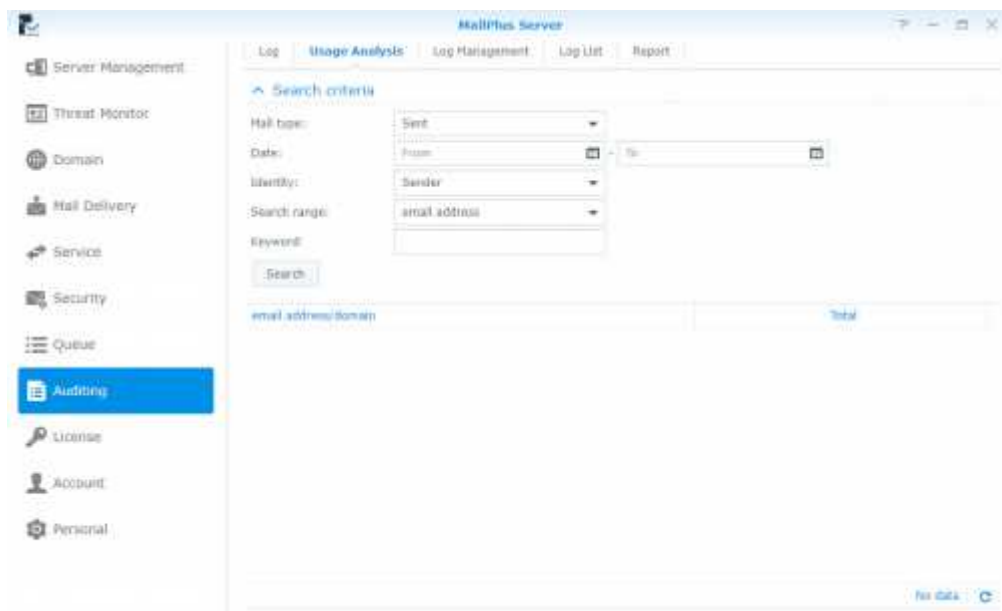 MailPlus Server
Log Usage Analysis Log Management Log List Report
Server Management
Threat Monitor
Domain
Mail Delivery
Service
Security
Queue
Auditing
License
Account
Personal
Search criteria
Mail type: Sent
Date: From - To
Identity: Sender
Search range: email address
Keyword:
Search
email address/domain Total
No data